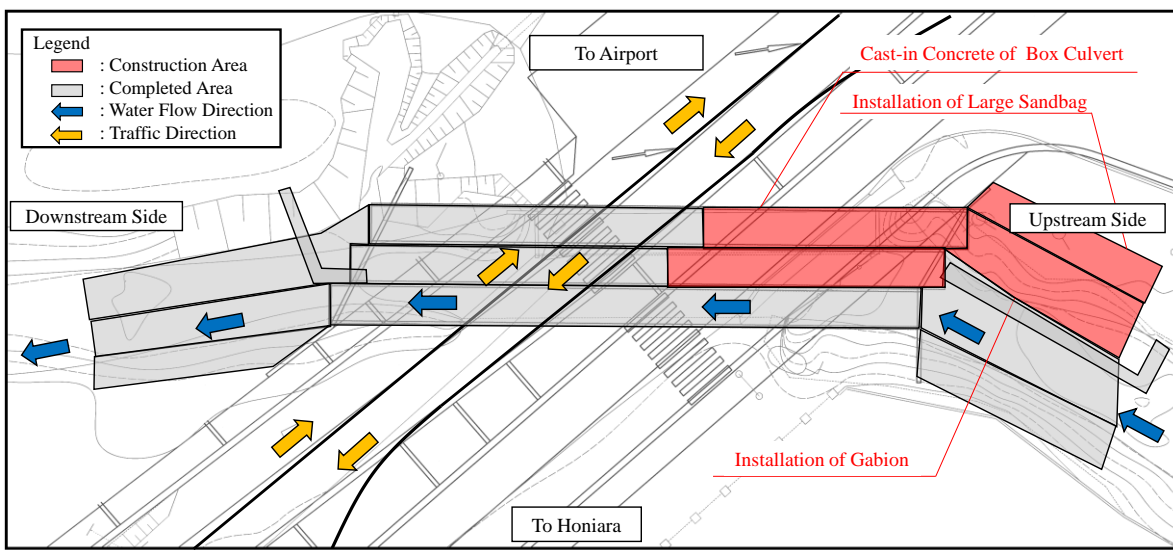 Legend
: Construction Area
: Completed Area
: Water Flow Direction
: Traffic Direction
To Airport
Cast-in Concrete of Box Culvert
Installation of Large Sandbag
Downstream Side
Upstream Side
Installation of Gabion
To Honiara